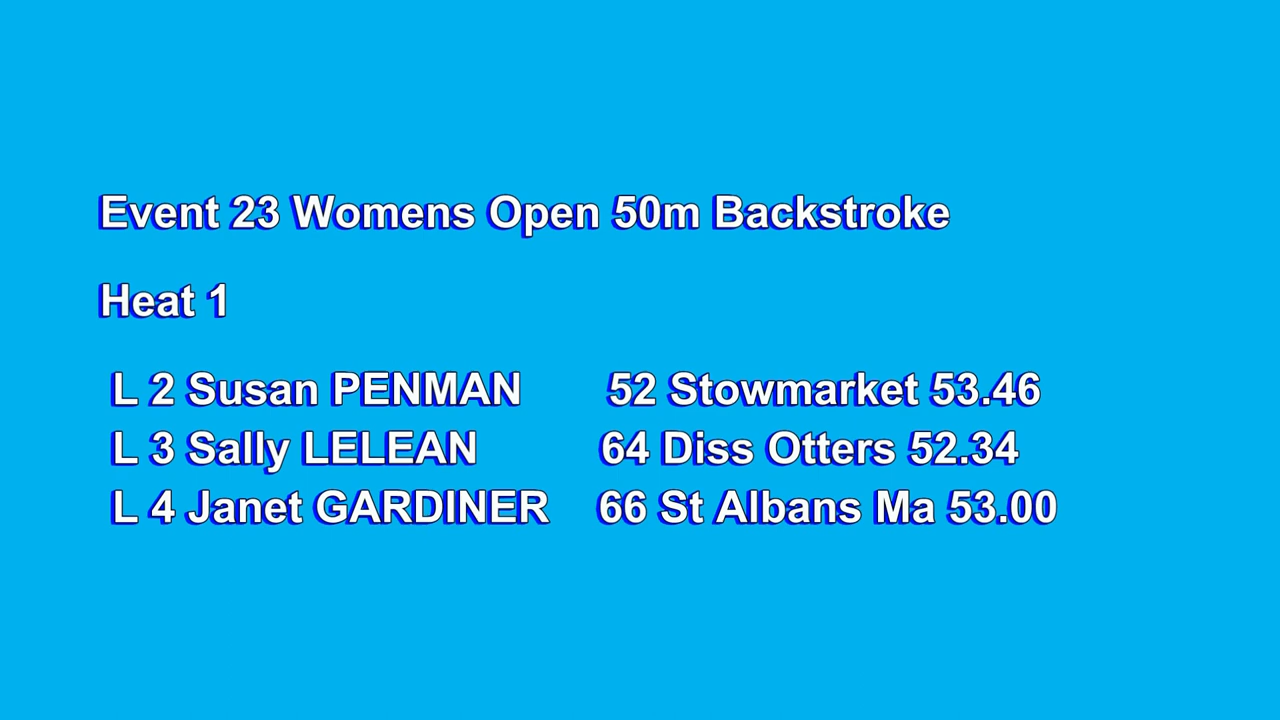 Event 23 Womens Open 50m Backstroke
Heat 1
L 2 Susan PENMAN 52 Stowmarket 53.46
L 3 Sally LELEAN 64 Diss Otters 52.34
L 4 Janet GARDINER 66 St Albans Ma 53.00